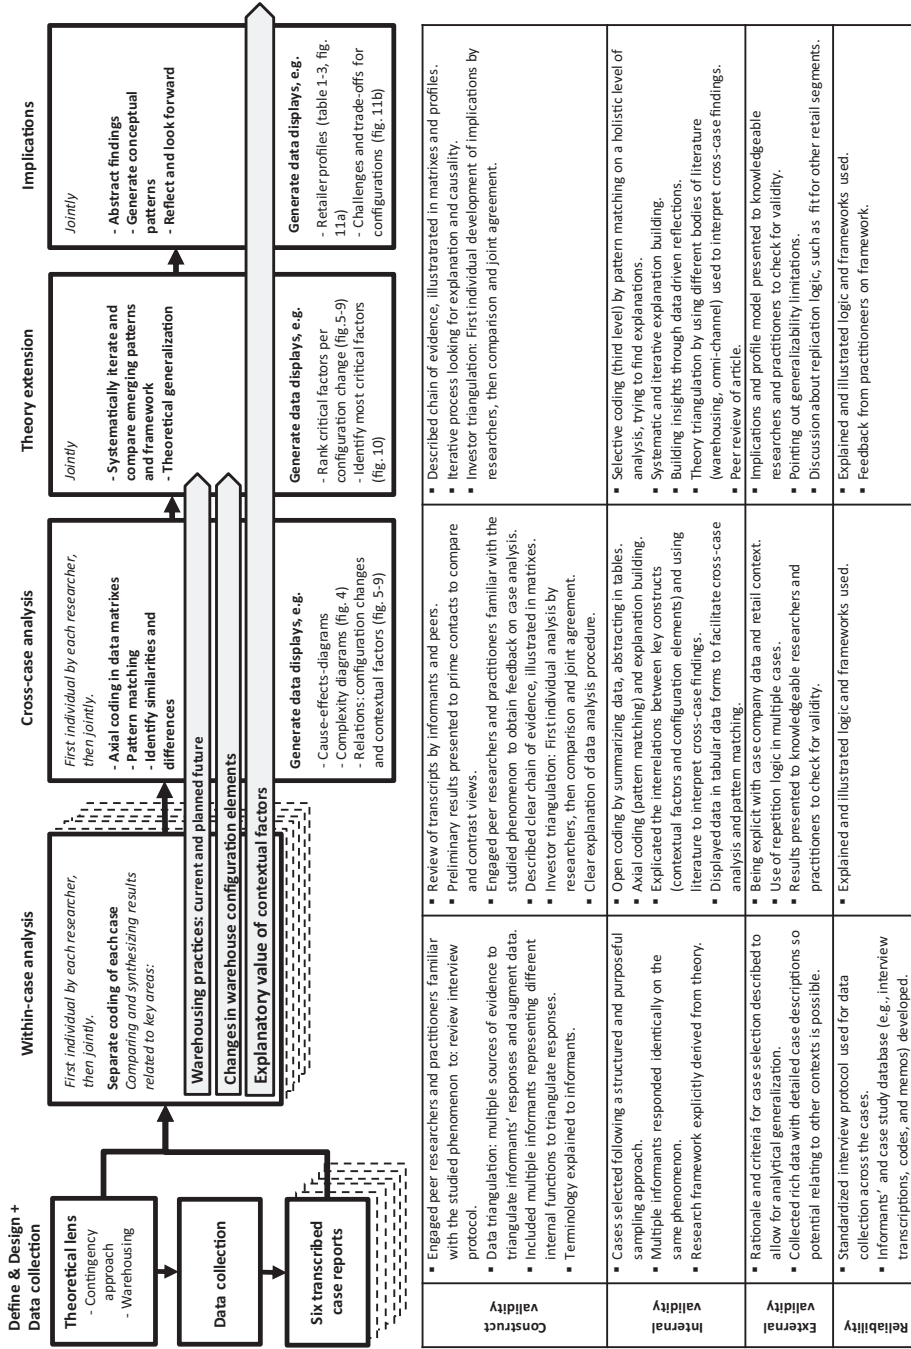 Define & Design +
Data collection
Within-case analysis
Cross-case analysis
Theory extension
Implications
Theoretical lens
- Contingency
approach
- Warehousing
Data collection
Six transcribed
case reports
First individual by each researcher,
then jointly.
Separate coding of each case
Comparing and synthesizing results
related to key areas:
Warehousing practices: current and planned future
Changes in warehouse configuration elements
Explanatory value of contextual factors
First individual by each researcher,
then jointly.
- Axial coding in data matrixes
- Pattern matching
- Identify similarities and
differences
Generate data displays, e.g.
- Cause-effects-diagrams
- Complexity diagrams (fig. 4)
- Relations: configuration changes
and contextual factors (fig. 5-9)
Jointly
- Systematically iterate and
compare emerging patterns
and framework
- Theoretical generalization
Generate data displays, e.g.
- Rank critical factors per
configuration change (fig.5-9)
- Identify most critical factors
(fig. 10)
Jointly
- Abstract findings
- Generate conceptual
patterns
- Reflect and look forward
Generate data displays, e.g.
- Retailer profiles (table 1-3, fig.
11a)
- Challenges and trade-offs for
configurations (fig. 11b)
Construct
validity
▪ Engaged peer researchers and practitioners familiar
with the studied phenomenon to: review interview
protocol.
▪ Data triangulation: multiple sources of evidence to
triangulate informants' responses and augment data.
▪ Included multiple informants representing different
internal functions to triangulate responses.
▪ Terminology explained to informants.
▪ Review of transcripts by informants and peers.
▪ Preliminary results presented to prime contacts to compare
and contrast views.
▪ Engaged peer researchers and practitioners familiar with the
studied phenomenon to obtain feedback on case analysis.
▪ Described clear chain of evidence, illustrated in matrixes.
▪ Investor triangulation: First individual analysis by
researchers, then comparison and joint agreement.
▪ Clear explanation of data analysis procedure.
▪ Described chain of evidence, illustrated in matrixes and profiles.
▪ Iterative process looking for explanation and causality.
▪ Investor triangulation: First individual development of implications by
researchers, then comparison and joint agreement.
Internal
validity
▪ Cases selected following a structured and purposeful
sampling approach.
▪ Multiple informants responded identically on the
same phenomenon.
▪ Research framework explicitly derived from theory.
▪ Open coding by summarizing data, abstracting in tables.
▪ Axial coding (pattern matching) and explanation building.
▪ Explicated the interrelations between key constructs
(contextual factors and configuration elements) and using
literature to interpret cross-case findings.
▪ Displayed data in tabular data forms to facilitate cross-case
analysis and pattern matching.
▪ Selective coding (third level) by pattern matching on a holistic level of
analysis, trying to find explanations.
▪ Systematic and iterative explanation building.
▪ Building insights through data driven reflections.
▪ Theory triangulation by using different bodies of literature
(warehousing, omni-channel) used to interpret cross-case findings.
▪ Peer review of article.
External
validity
▪ Rationale and criteria for case selection described to
allow for analytical generalization.
▪ Collected rich data with detailed case descriptions so
potential relating to other contexts is possible.
▪ Being explicit with case company data and retail context.
▪ Use of repetition logic in multiple cases.
▪ Results presented to knowledgeable researchers and
practitioners to check for validity.
▪ Implications and profile model presented to knowledgeable
researchers and practitioners to check for validity.
▪ Pointing out generalizability limitations.
▪ Discussion about replication logic, such as fit for other retail segments.
Reliability
▪ Standardized interview protocol used for data
collection across the cases.
▪ Informants' and case study database (e.g., interview
transcriptions, codes, and memos) developed.
▪ Explained and illustrated logic and frameworks used.
▪ Explained and illustrated logic and frameworks used.
▪ Feedback from practitioners on framework.